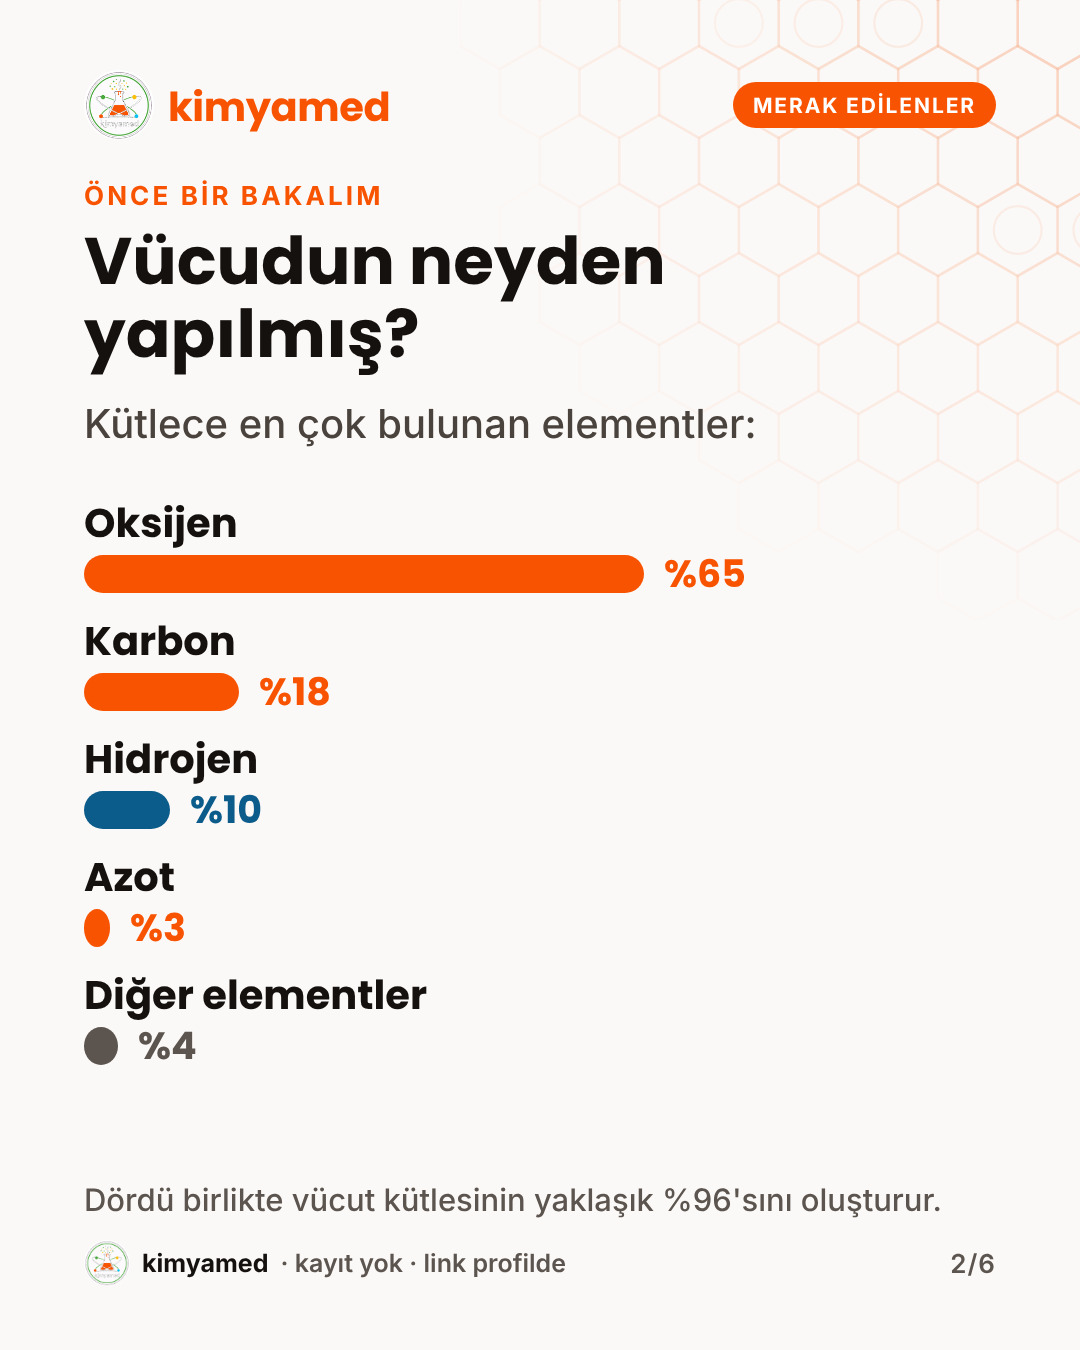 kimyamed
MERAK EDİLENLER
ÖNCE BİR BAKALIM
Vücudun neyden
yapılmış?
Kütlece en çok bulunan elementler:
Oksijen
%65
Karbon
%18
Hidrojen
%10
Azot
%3
Diğer elementler
%4
Dördü birlikte vücut kütlesinin yaklaşık %96'sını oluşturur.
kimyamed · kayıt yok · link profilde
2/6